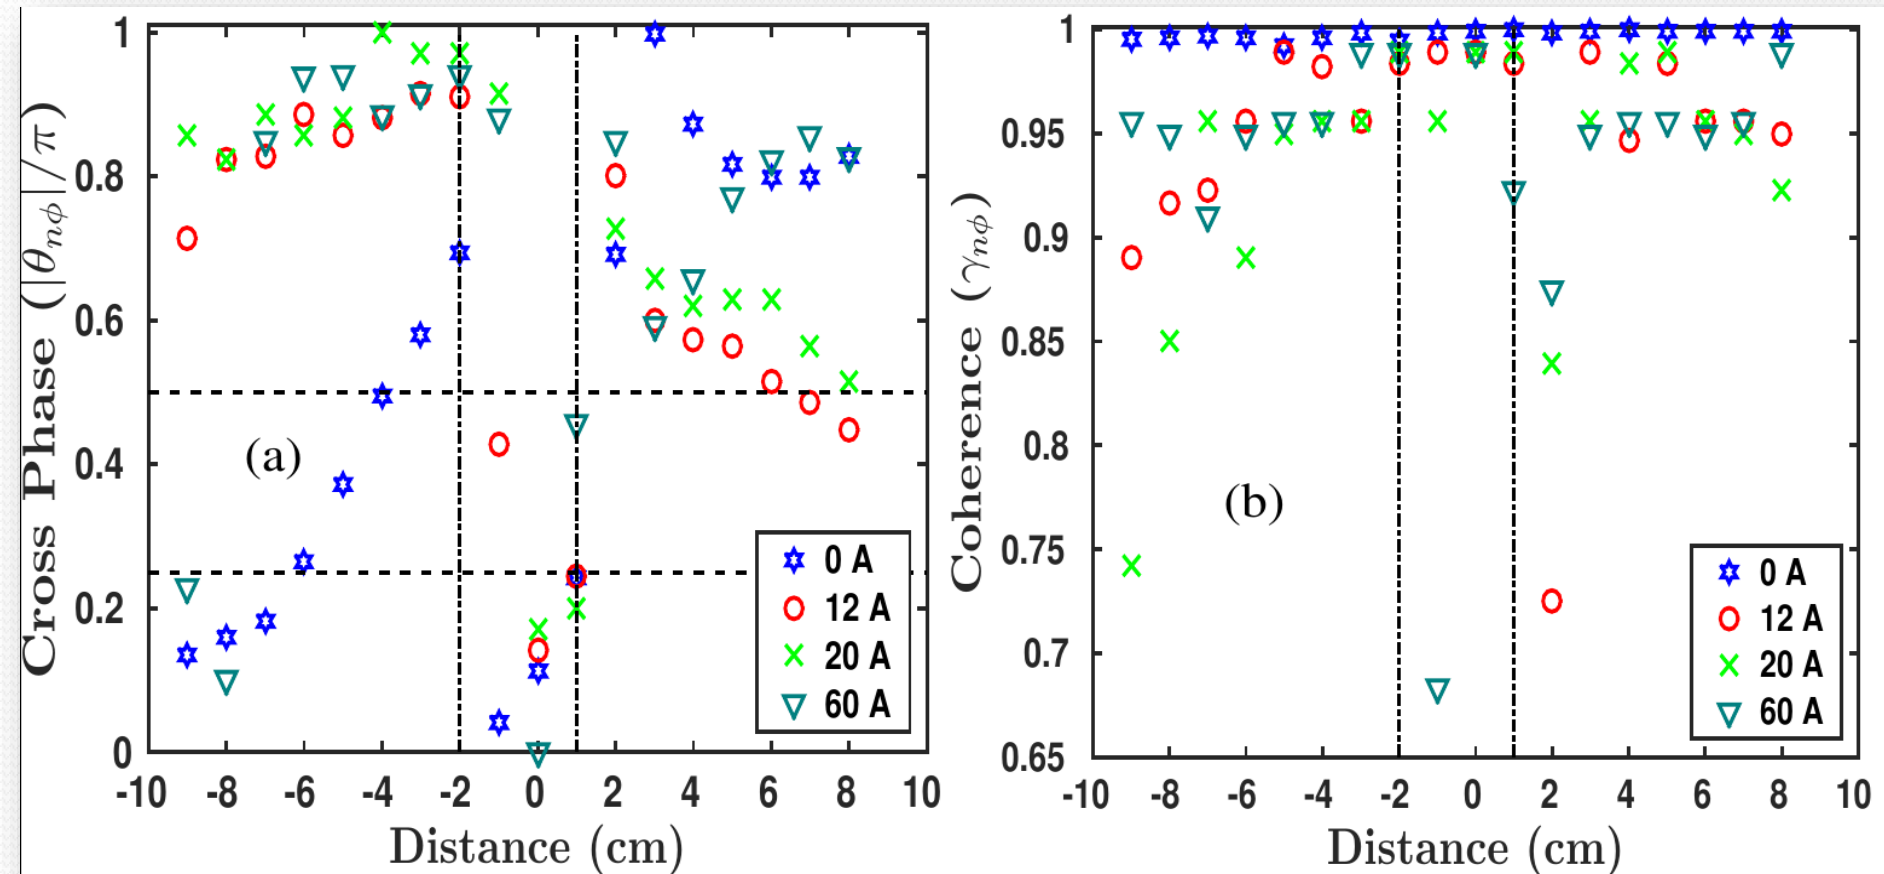 Cross Phase (|θnϕ|/π)
1
0.8
0.6
0.4
0.2
0
(a)
0 A
12 A
20 A
60 A
-10 -8 -6 -4 -2 0 2 4 6 8 10
Distance (cm)
Coherence (γnϕ)
1
0.95
0.9
0.85
0.8
0.75
0.7
0.65
(b)
0 A
12 A
20 A
60 A
-10 -8 -6 -4 -2 0 2 4 6 8 10
Distance (cm)